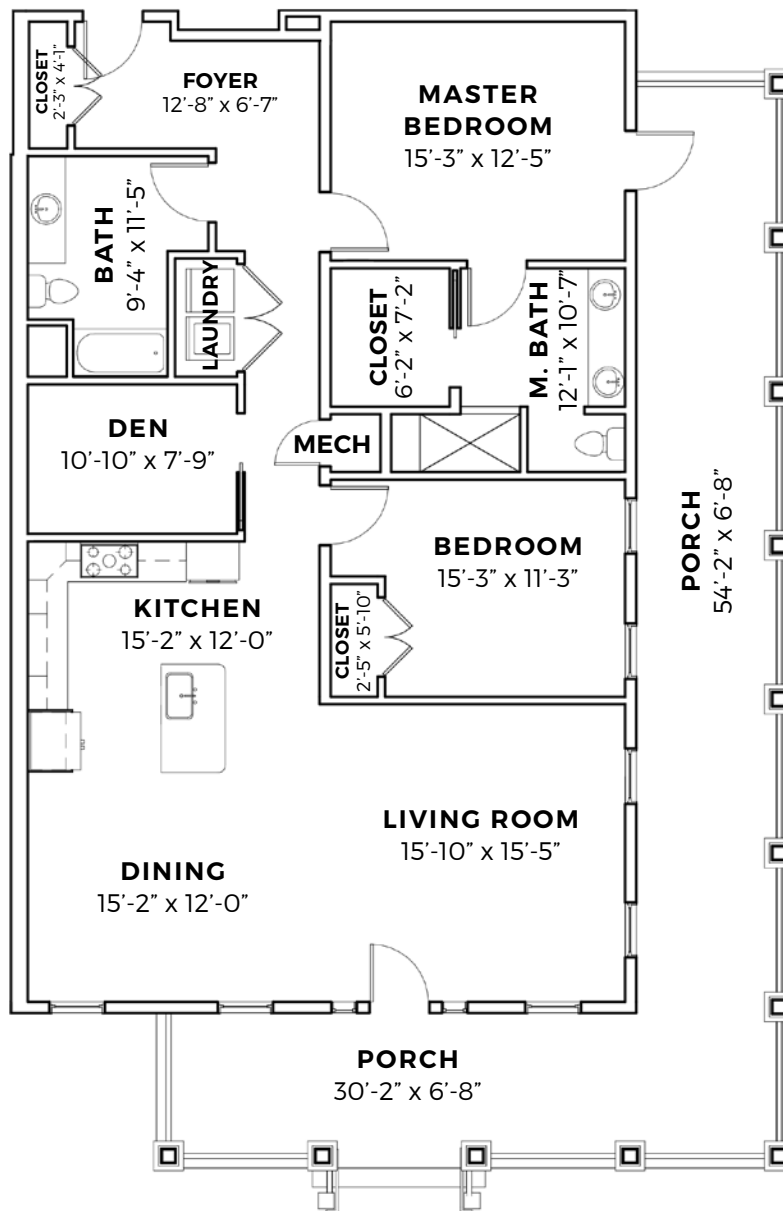 CLOSET
2'-3” x 4'-1”
FOYER
12’-8” x 6’-7”
MASTER
BEDROOM
15’-3” x 12’-5”
BATH
9’-4” x 11’-5”
LAUNDRY
CLOSET
6’-2” x 7’-2”
M. BATH
12’-1” x 10’-7”
DEN
10’-10” x 7’-9”
MECH
BEDROOM
15’-3” x 11’-3”
PORCH
54’-2” x 6’-8”
KITCHEN
15’-2” x 12’-0”
CLOSET
2’-5” x 5’-10”
LIVING ROOM
15’-10” x 15’-5”
DINING
15’-2” x 12’-0”
PORCH
30’-2” x 6’-8”